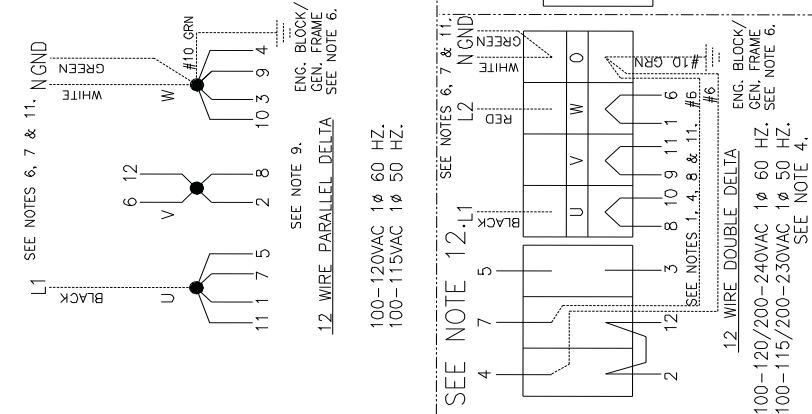 SEE NOTES 6, 7 & 11.
L1
BLACK
U
11 1 7 5
6 12
V
2 8
N GND
WHITE
GREEN
W
#10 GRN
10 3 9 4
ENG. BLOCK/
GEN. FRAME
SEE NOTE 6.
SEE NOTE 9.
12 WIRE PARALLEL DELTA
100-120VAC 1ø 60 HZ.
100-115VAC 1ø 50 HZ.
SEE NOTE 12.
SEE NOTES 6, 7 & 11.
L1
BLACK
L2
RED
N GND
WHITE
GREEN
4 7 5
U V W O
2 12 3
8 10 9 11 1 6
#10 GRN
#6
#6
SEE NOTES 1, 4, 8 & 11.
ENG. BLOCK/
GEN. FRAME
SEE NOTE 6.
12 WIRE DOUBLE DELTA
100-120/200-240VAC 1ø 60 HZ.
100-115/200-230VAC 1ø 50 HZ.
SEE NOTE 4.